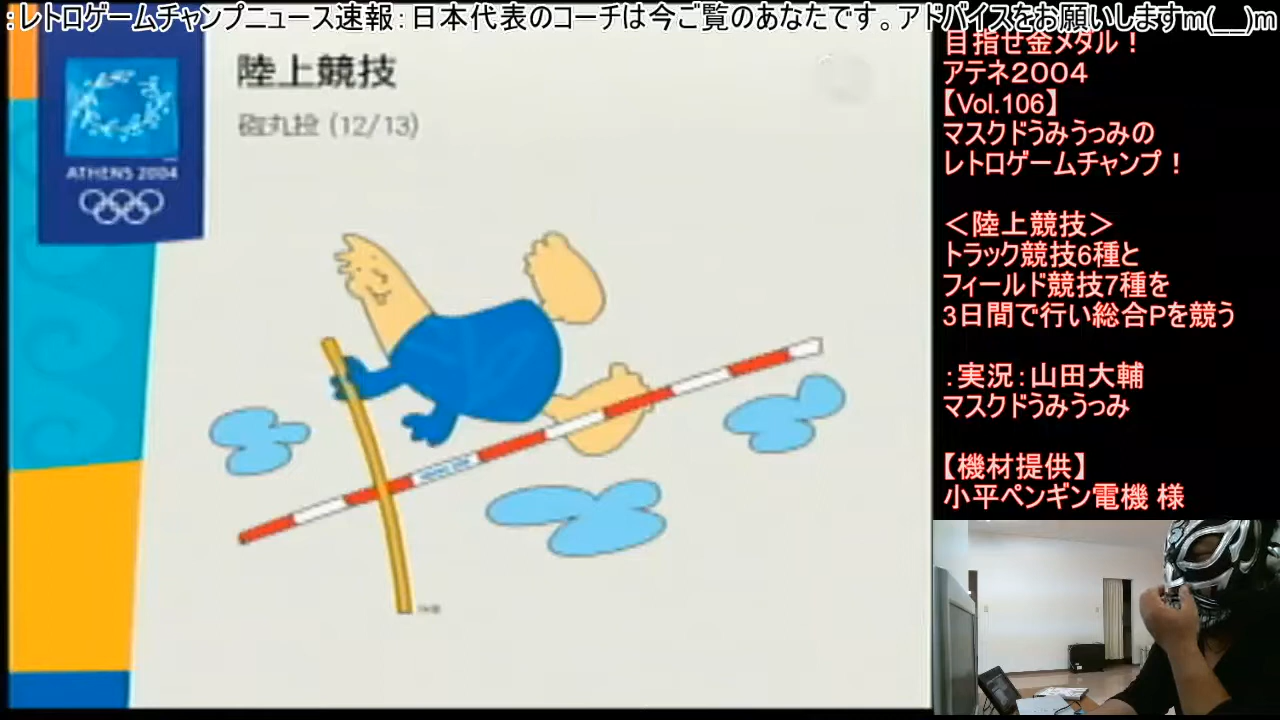 :レトロゲームチャンプニュース速報:日本代表のコーチは今ご覧のあなたです。アドバイスをお願いしますm(__)m
陸上競技
砲丸投 (12/13)
ATHENS 2004
目指せ金メダル!
アテネ2004
【Vol.106】
マスクドうみうっみの
レトロゲームチャンプ!
<陸上競技>
トラック競技6種と
フィールド競技7種を
3日間で行い総合Pを競う
:実況:山田大輔
マスクドうみうっみ
【機材提供】
小平ペンギン電機 様